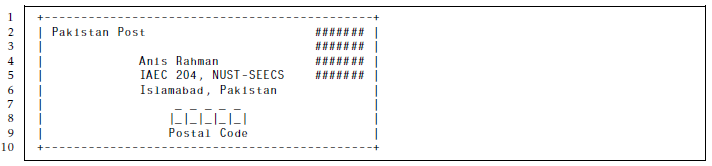 1 +----------------------------------------------+
2 | Pakistan Post ####### |
3 | ####### |
4 | Anis Rahman ####### |
5 | IAEC 204, NUST-SEECS ####### |
6 | Islamabad, Pakistan |
7 | _ _ _ _ _ |
8 | |_|_|_|_|_| |
9 | Postal Code |
10 +----------------------------------------------+